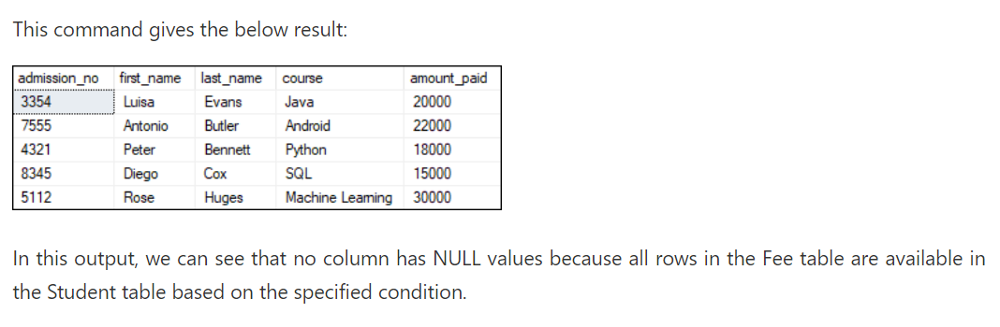 This command gives the below result:
admission_no first_name last_name course amount_paid
3354 Luisa Evans Java 20000
7555 Antonio Butler Android 22000
4321 Peter Bennett Python 18000
8345 Diego Cox SQL 15000
5112 Rose Huges Machine Learning 30000
In this output, we can see that no column has NULL values because all rows in the Fee table are available in
the Student table based on the specified condition.